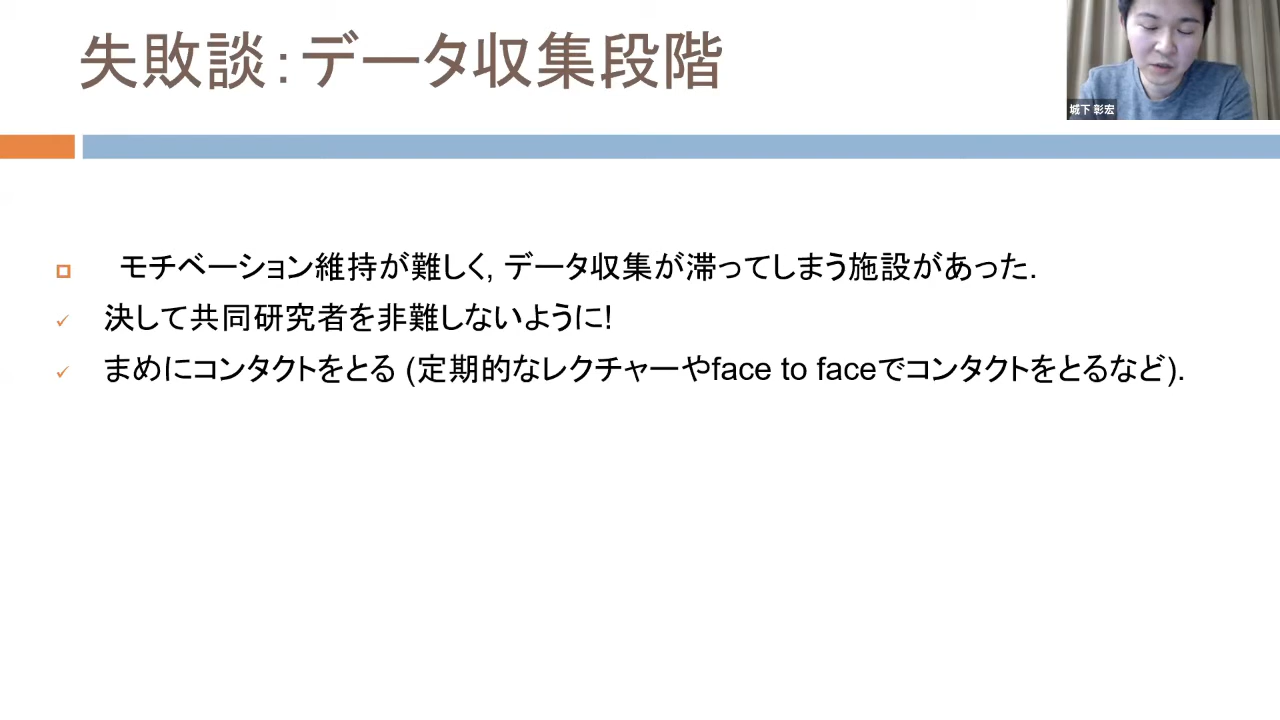 失敗談：データ収集段階
城下 彰宏
モチベーション維持が難しく, データ収集が滞ってしまう施設があった.
決して共同研究者を非難しないように!
まめにコンタクトをとる (定期的なレクチャーやface to faceでコンタクトをとるなど).